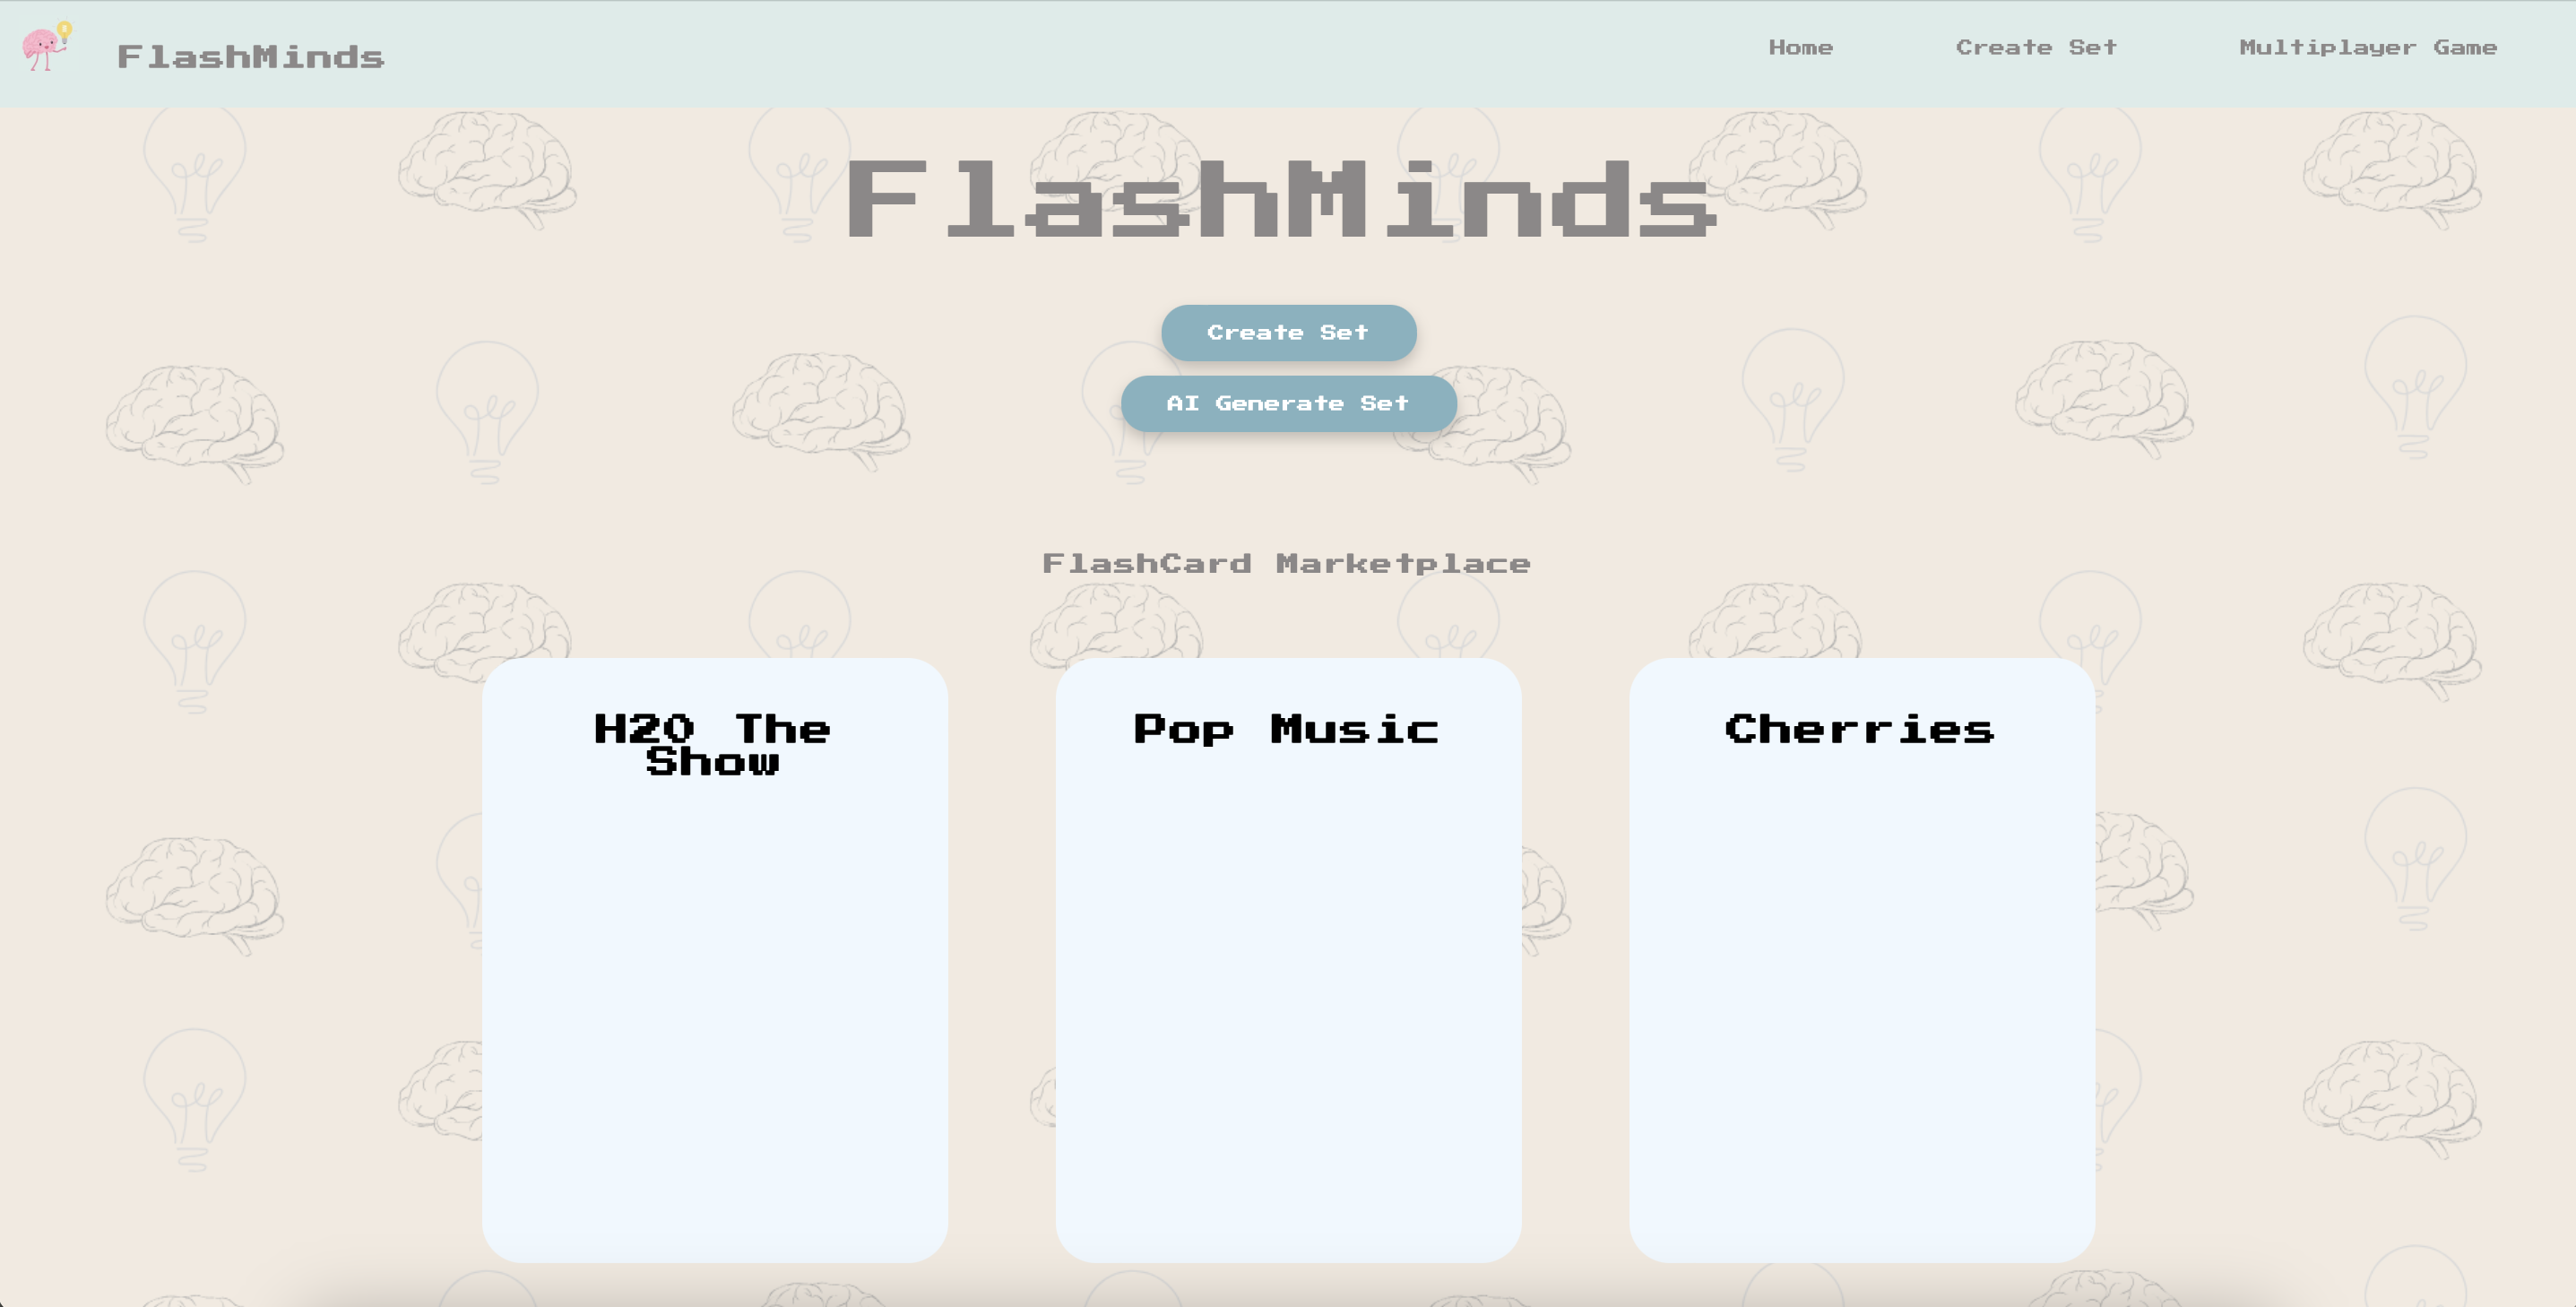 FlashMinds
Home
Create Set
Multiplayer Game
FlashMinds
Create Set
AI Generate Set
FlashCard Marketplace
H2O The
Show
Pop Music
Cherries